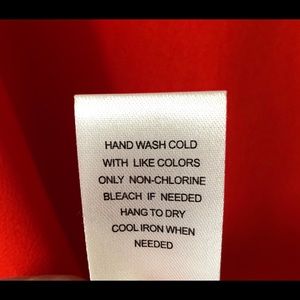 HAND WASH COLD
WITH LIKE COLORS
ONLY NON-CHLORINE
BLEACH IF NEEDED
HANG TO DRY
COOL IRON WHEN
NEEDED